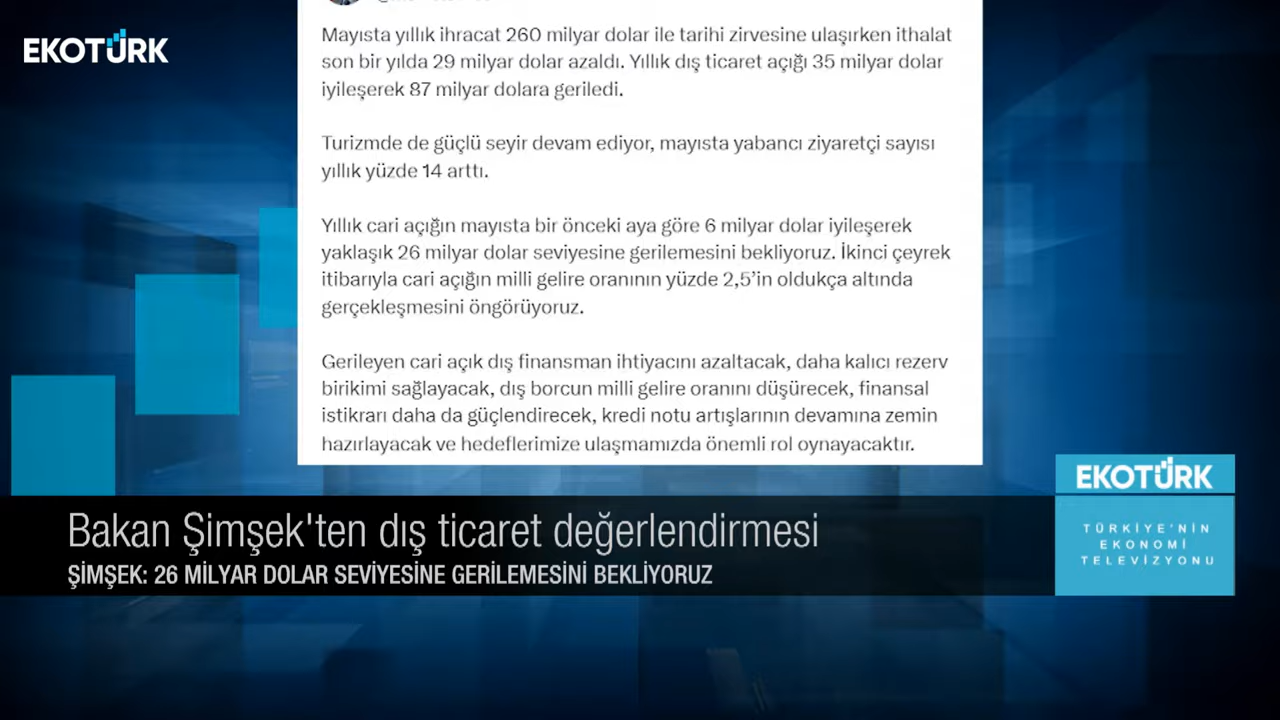 EKOTÜRK
Mayısta yıllık ihracat 260 milyar dolar ile tarihi zirvesine ulaşırken ithalat
son bir yılda 29 milyar dolar azaldı. Yıllık dış ticaret açığı 35 milyar dolar
iyileşerek 87 milyar dolara geriledi.
Turizmde de güçlü seyir devam ediyor, mayısta yabancı ziyaretçi sayısı
yıllık yüzde 14 arttı.
Yıllık cari açığın mayısta bir önceki aya göre 6 milyar dolar iyileşerek
yaklaşık 26 milyar dolar seviyesine gerilemesini bekliyoruz. İkinci çeyrek
itibarıyla cari açığın milli gelire oranının yüzde 2,5’in oldukça altında
gerçekleşmesini öngörüyoruz.
Gerileyen cari açık dış finansman ihtiyacını azaltacak, daha kalıcı rezerv
birikimi sağlayacak, dış borcun milli gelire oranını düşürecek, finansal
istikrarı daha da güçlendirecek, kredi notu artışlarının devamına zemin
hazırlayacak ve hedeflerimize ulaşmamızda önemli rol oynayacaktır.
EKOTÜRK
TÜRKİYE’NİN
EKONOMİ
TELEVİZYONU
Bakan Şimşek'ten dış ticaret değerlendirmesi
ŞİMŞEK: 26 MİLYAR DOLAR SEVİYESİNE GERİLEMESİNİ BEKLİYORUZ